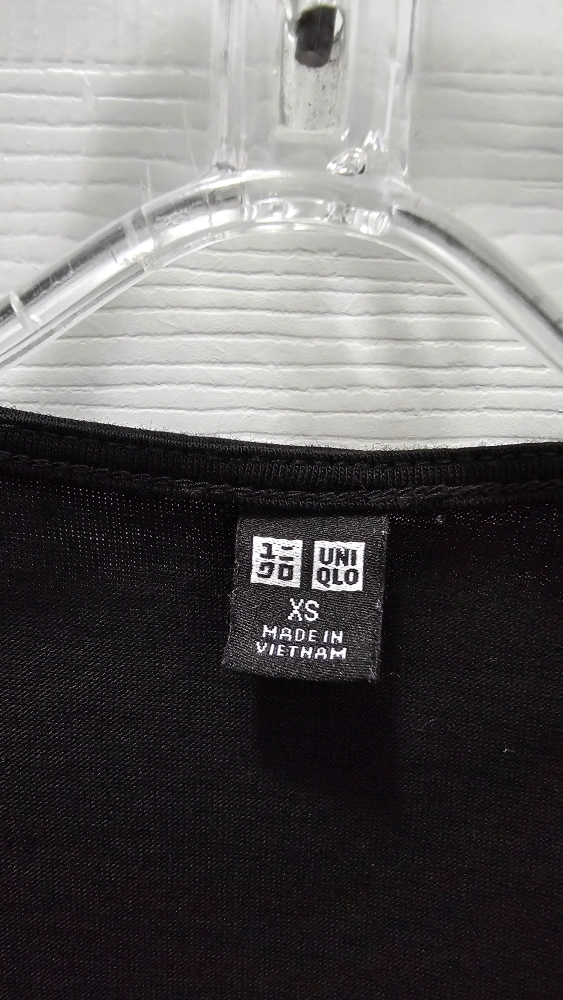 ユニ UNI
クロ QLO
XS
MADE IN
VIETNAM